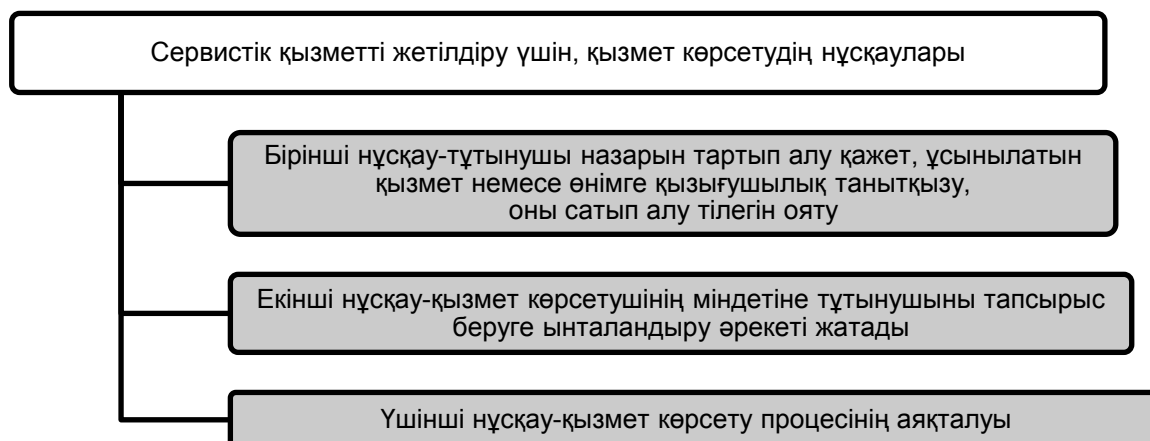 Сервистік қызметті жетілдіру үшін, қызмет көрсетудің нұсқаулары
Бірінші нұсқау-тұтынушы назарын тартып алу қажет, ұсынылатын
қызмет немесе өнімге қызығушылық танытқызу,
оны сатып алу тілегін ояту
Екінші нұсқау-қызмет көрсетушінің міндетіне тұтынушыны тапсырыс
беруге ынталандыру әрекеті жатады
Үшінші нұсқау-қызмет көрсету процесінің аяқталуы